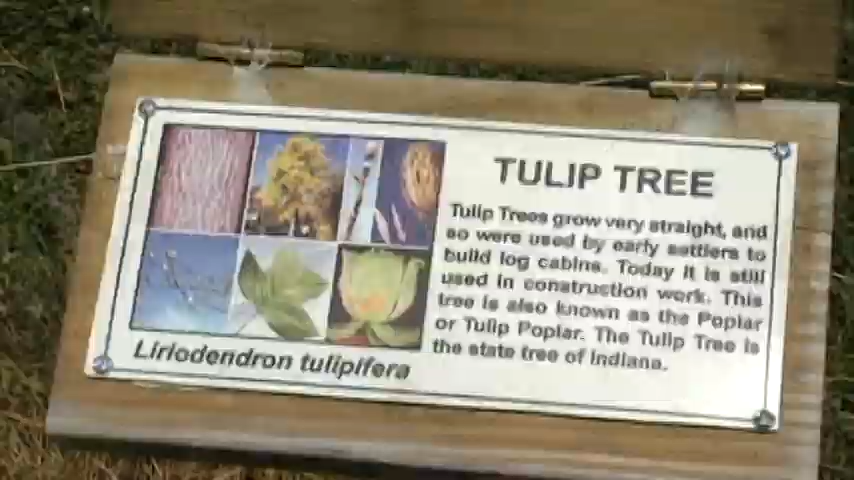 TULIP TREE
Tulip Trees grow very straight, and
so were used by early settlers to
build log cabins. Today it is still
used in construction work. This
tree is also known as the Poplar
or Tulip Poplar. The Tulip Tree is
the state tree of Indiana.
Liriodendron tulipifera